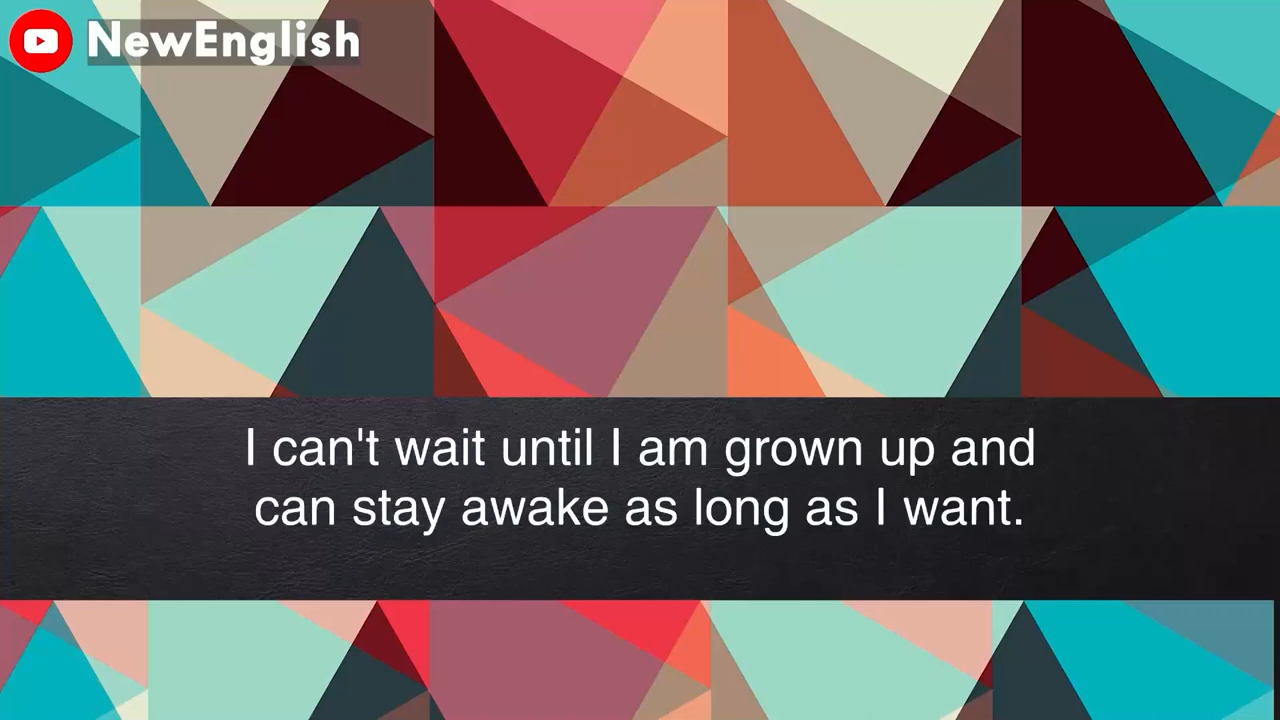 NewEnglish
I can't wait until I am grown up and
can stay awake as long as I want.